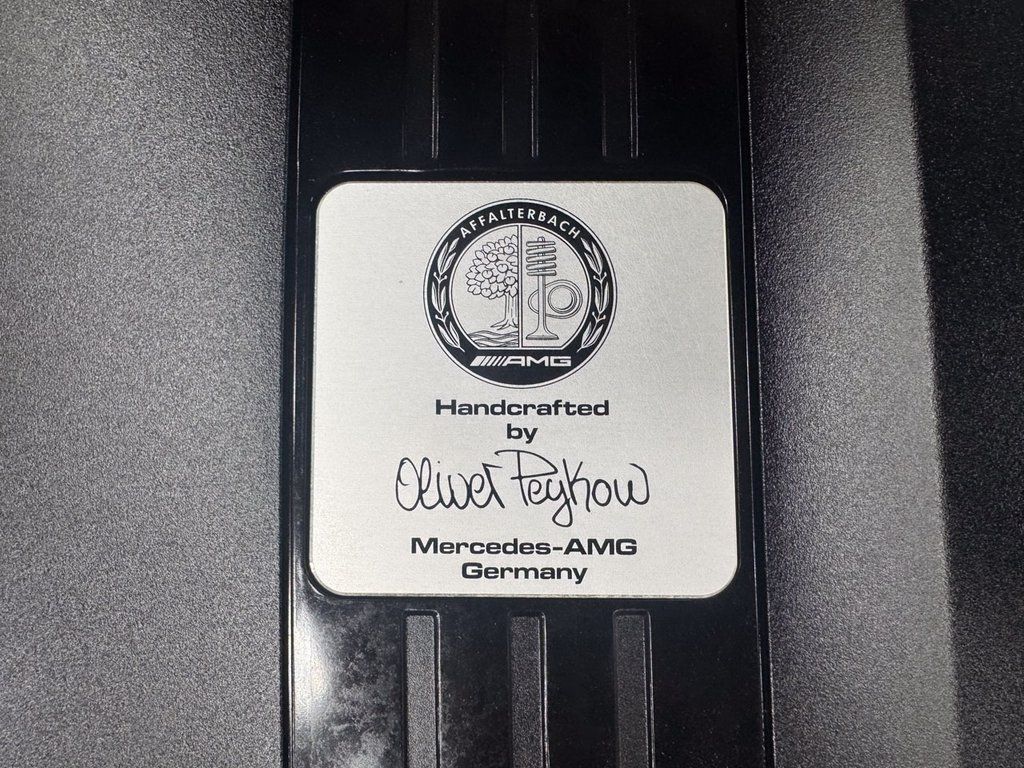 AFFALTERBACH
AMG
Handcrafted
by
Oliver Peykow
Mercedes-AMG
Germany